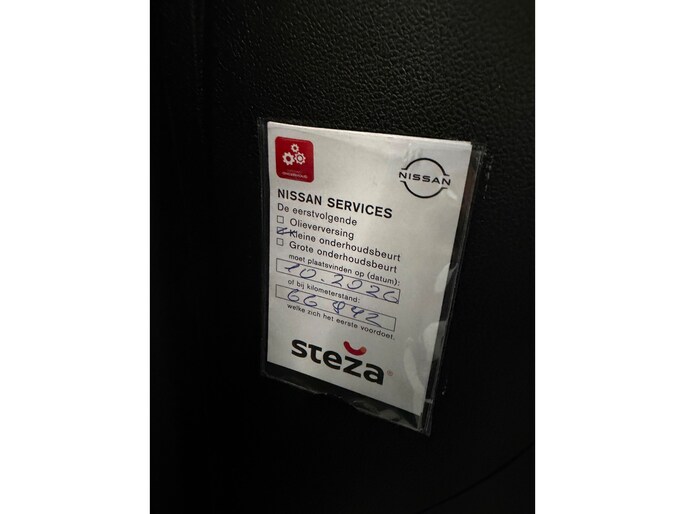 NISSAN
NISSAN SERVICES
De eerstvolgende
Olieverversing
Kleine onderhoudsbeurt
Grote onderhoudsbeurt
moet plaatsvinden op (datum):
10.2026
of bij kilometerstand:
66 442
welke zich het eerste voordoet.
steža®